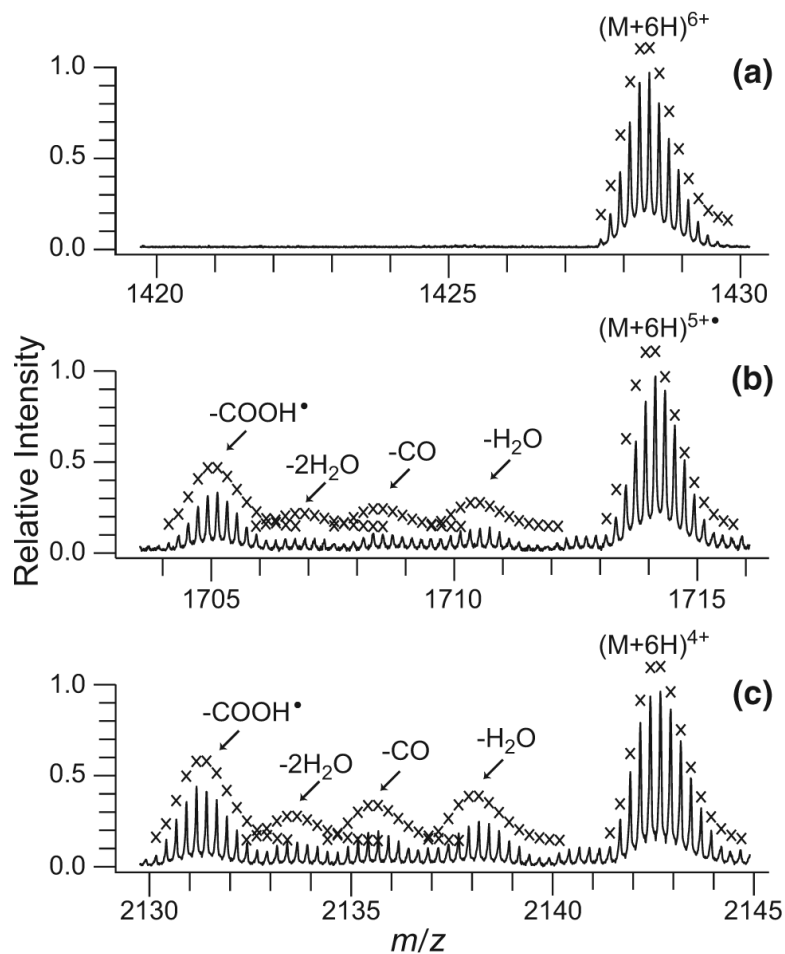 (M+6H)6+
(a)
1.0
0.5
0.0
1420 1425 1430
(M+6H)5+•
(b)
1.0
-COOH•
-2H2O
-CO
-H2O
0.5
0.0
1705 1710 1715
(M+6H)4+
(c)
1.0
-COOH•
-2H2O
-CO
-H2O
0.5
0.0
2130 2135 2140 2145
Relative Intensity
m/z